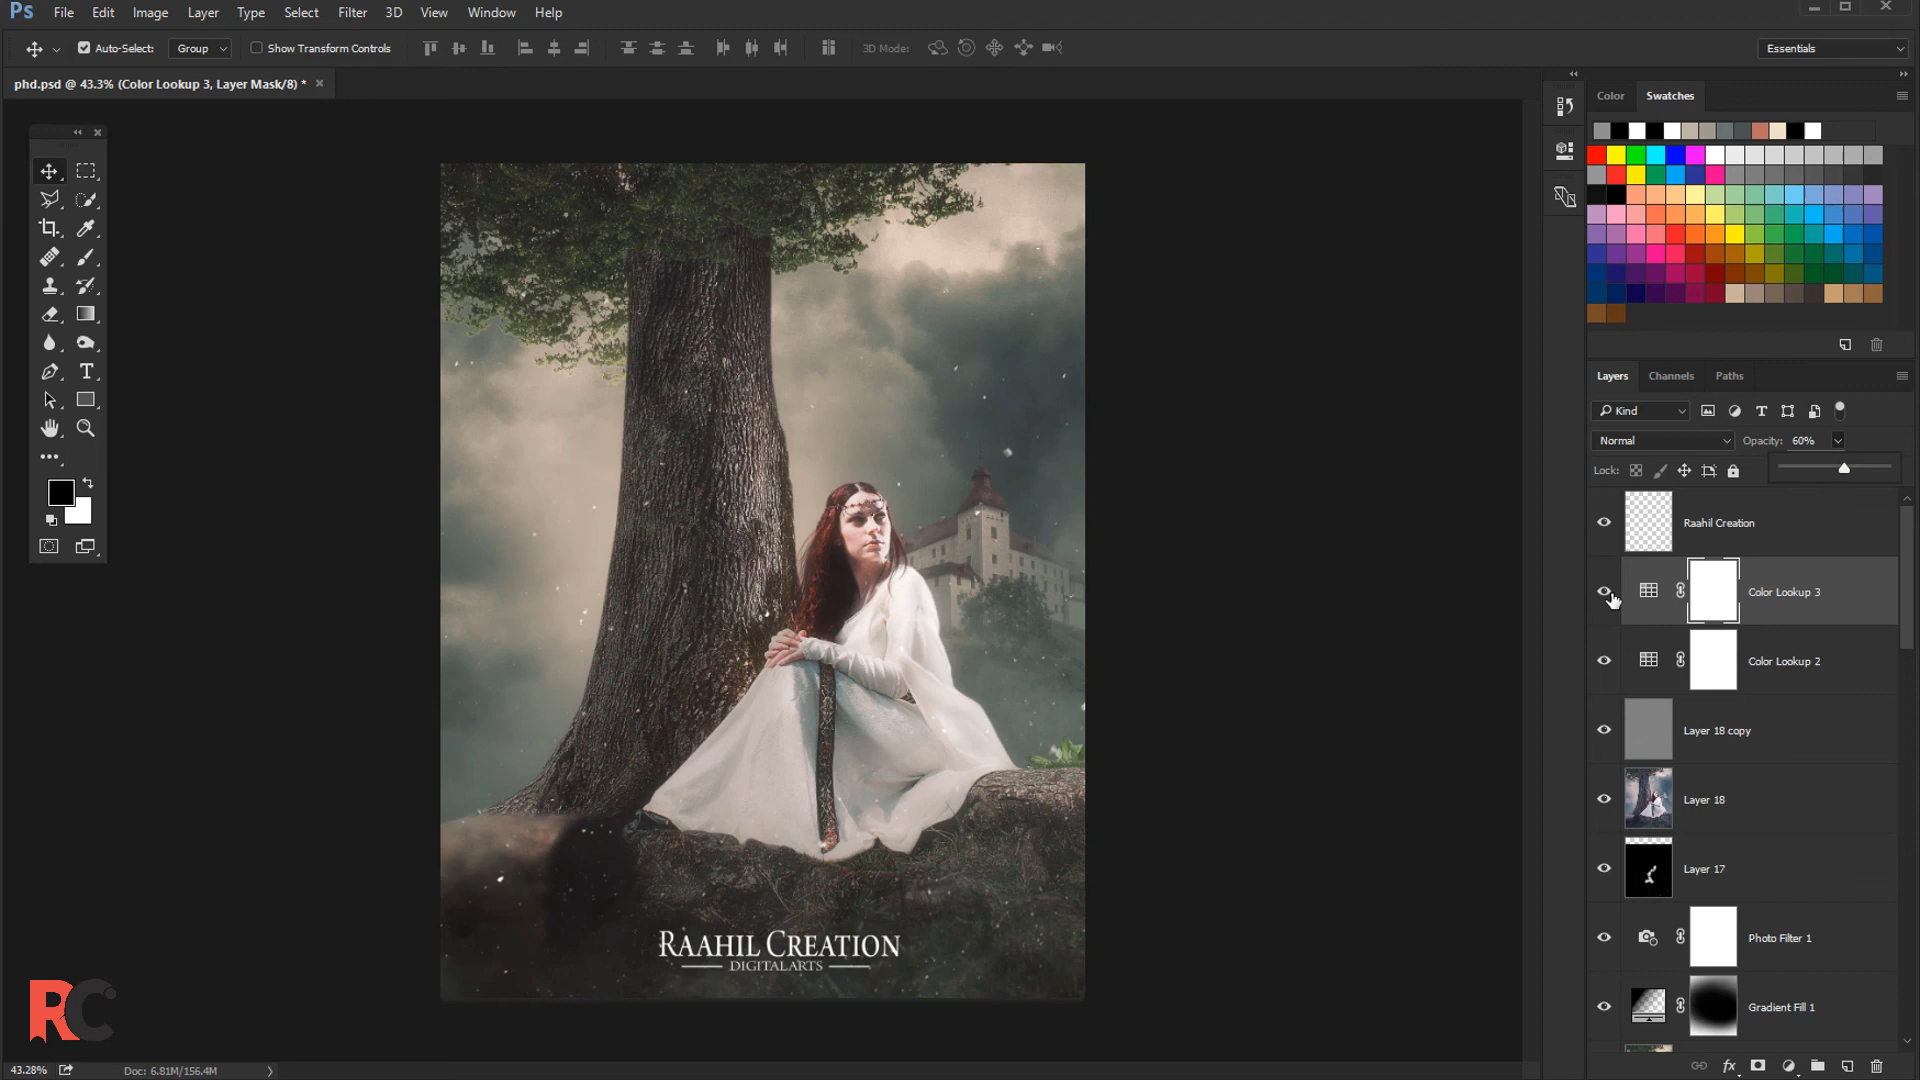 Ps File Edit Image Layer Type Select Filter 3D View Window Help
Auto-Select: Group Show Transform Controls 3D Mode: Essentials
phd.psd @ 43.3% (Color Lookup 3, Layer Mask/8) *
Color Swatches
Layers Channels Paths
Kind
Normal Opacity: 60%
Lock:
Raahil Creation
Color Lookup 3
Color Lookup 2
Layer 18 copy
Layer 18
Layer 17
Photo Filter 1
Gradient Fill 1
RAAHIL CREATION
DIGITALARTS
RC
43.28% Doc: 6.81M/156.4M
fx